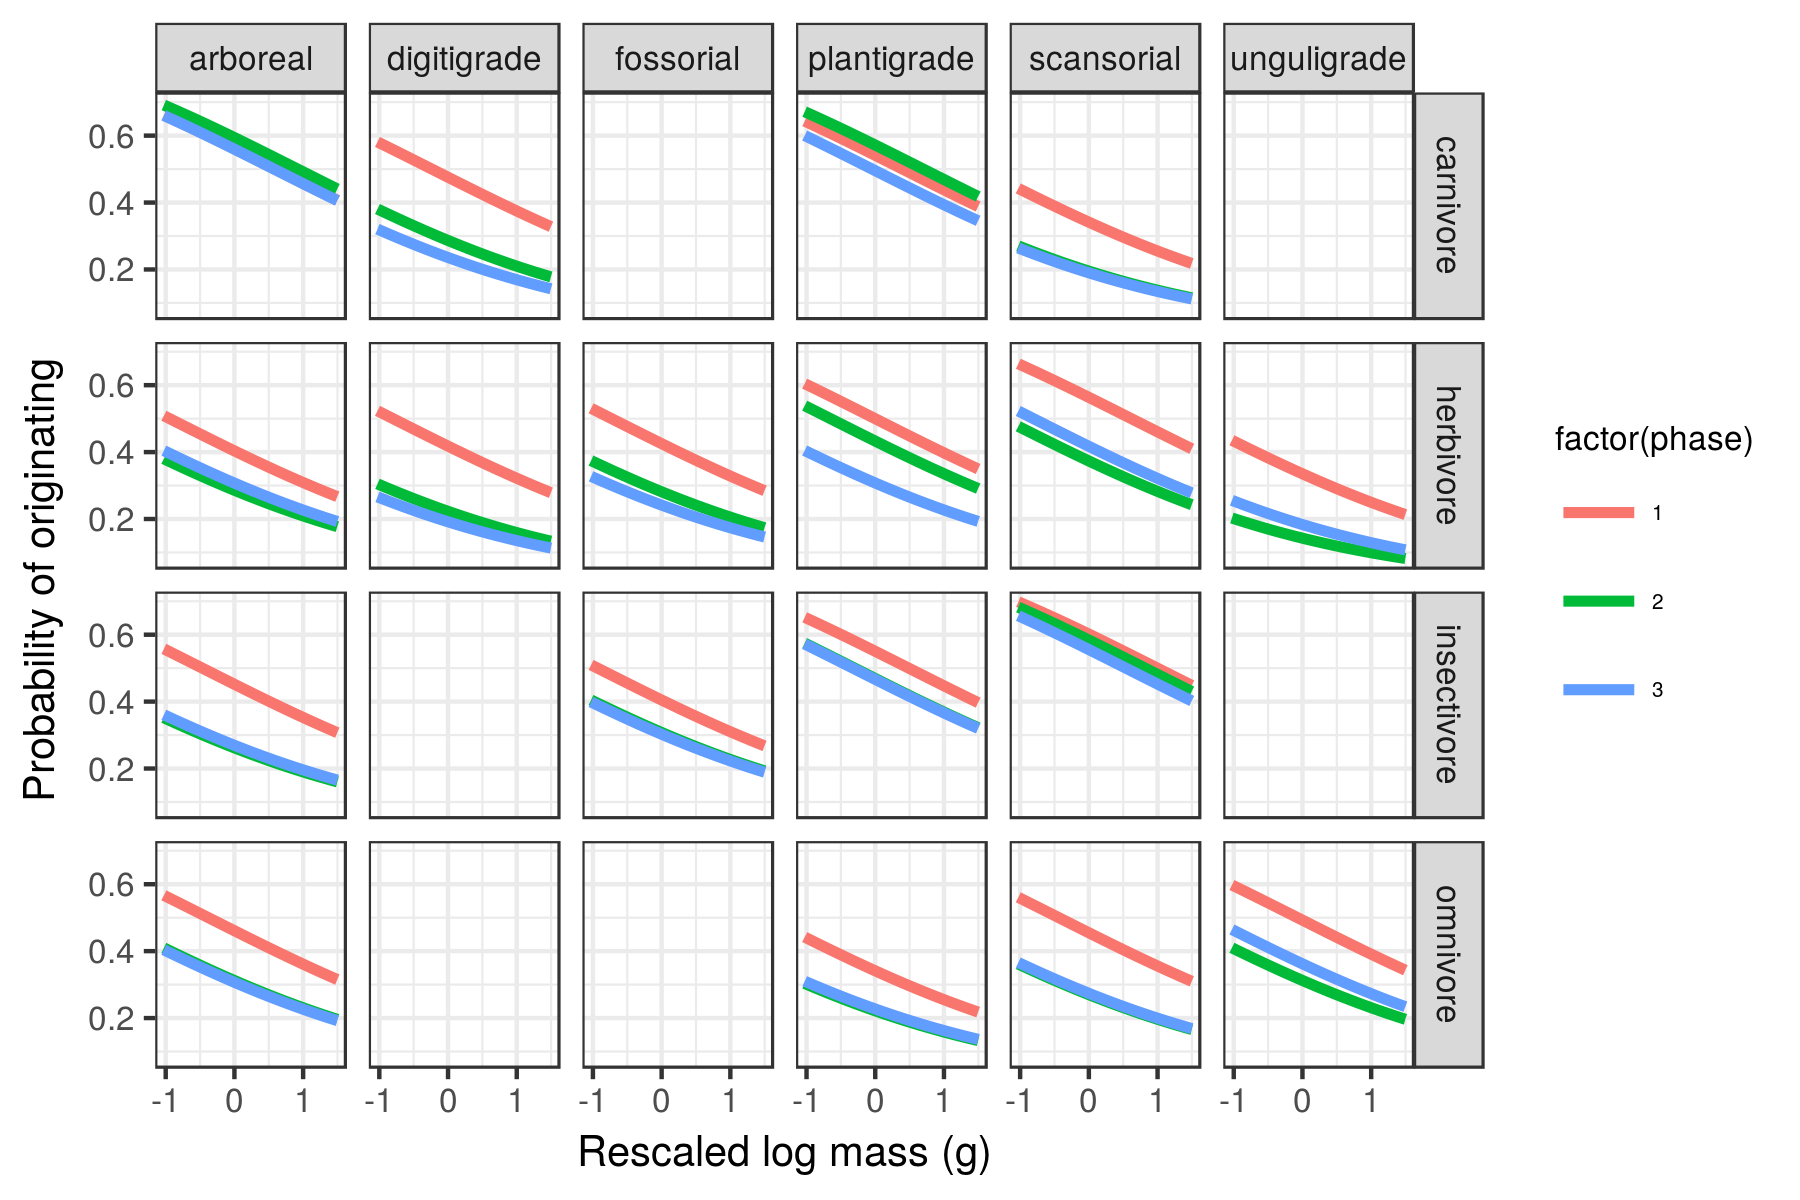 arboreal digitigrade fossorial plantigrade scansorial unguligrade
0.6
0.4
0.2
carnivore
0.6
0.4
0.2
herbivore
0.6
0.4
0.2
insectivore
0.6
0.4
0.2
omnivore
-1 0 1 -1 0 1 -1 0 1 -1 0 1 -1 0 1 -1 0 1
Rescaled log mass (g)
Probability of originating
factor(phase)
1
2
3